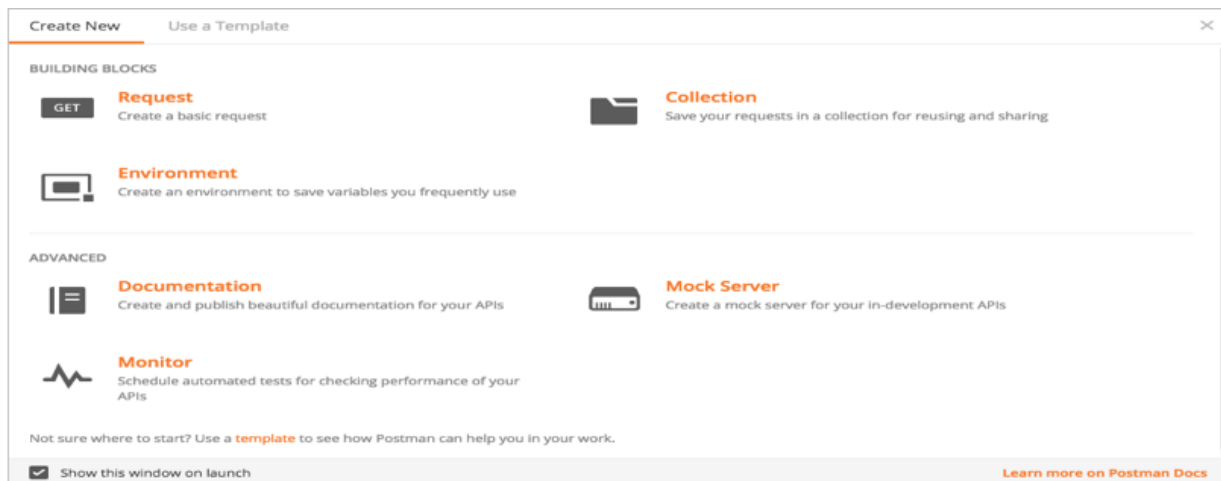 Create New
Use a Template
BUILDING BLOCKS
GET
Request
Create a basic request
Collection
Save your requests in a collection for reusing and sharing
Environment
Create an environment to save variables you frequently use
ADVANCED
Documentation
Create and publish beautiful documentation for your APIs
Mock Server
Create a mock server for your in-development APIs
Monitor
Schedule automated tests for checking performance of your
APIs
Not sure where to start? Use a template to see how Postman can help you in your work.
Show this window on launch
Learn more on Postman Docs